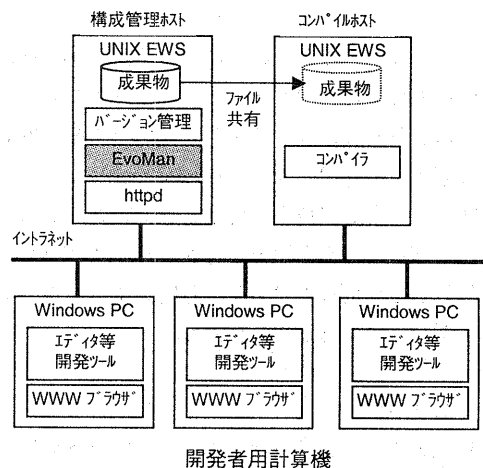 構成管理ホスト
UNIX EWS
成果物
バージョン管理
EvoMan
httpd
ファイル
共有
コンパイルホスト
UNIX EWS
成果物
コンパイラ
イントラネット
Windows PC
エディタ等
開発ツール
WWW ブラウザ
Windows PC
エディタ等
開発ツール
WWW ブラウザ
Windows PC
エディタ等
開発ツール
WWW ブラウザ
開発者用計算機